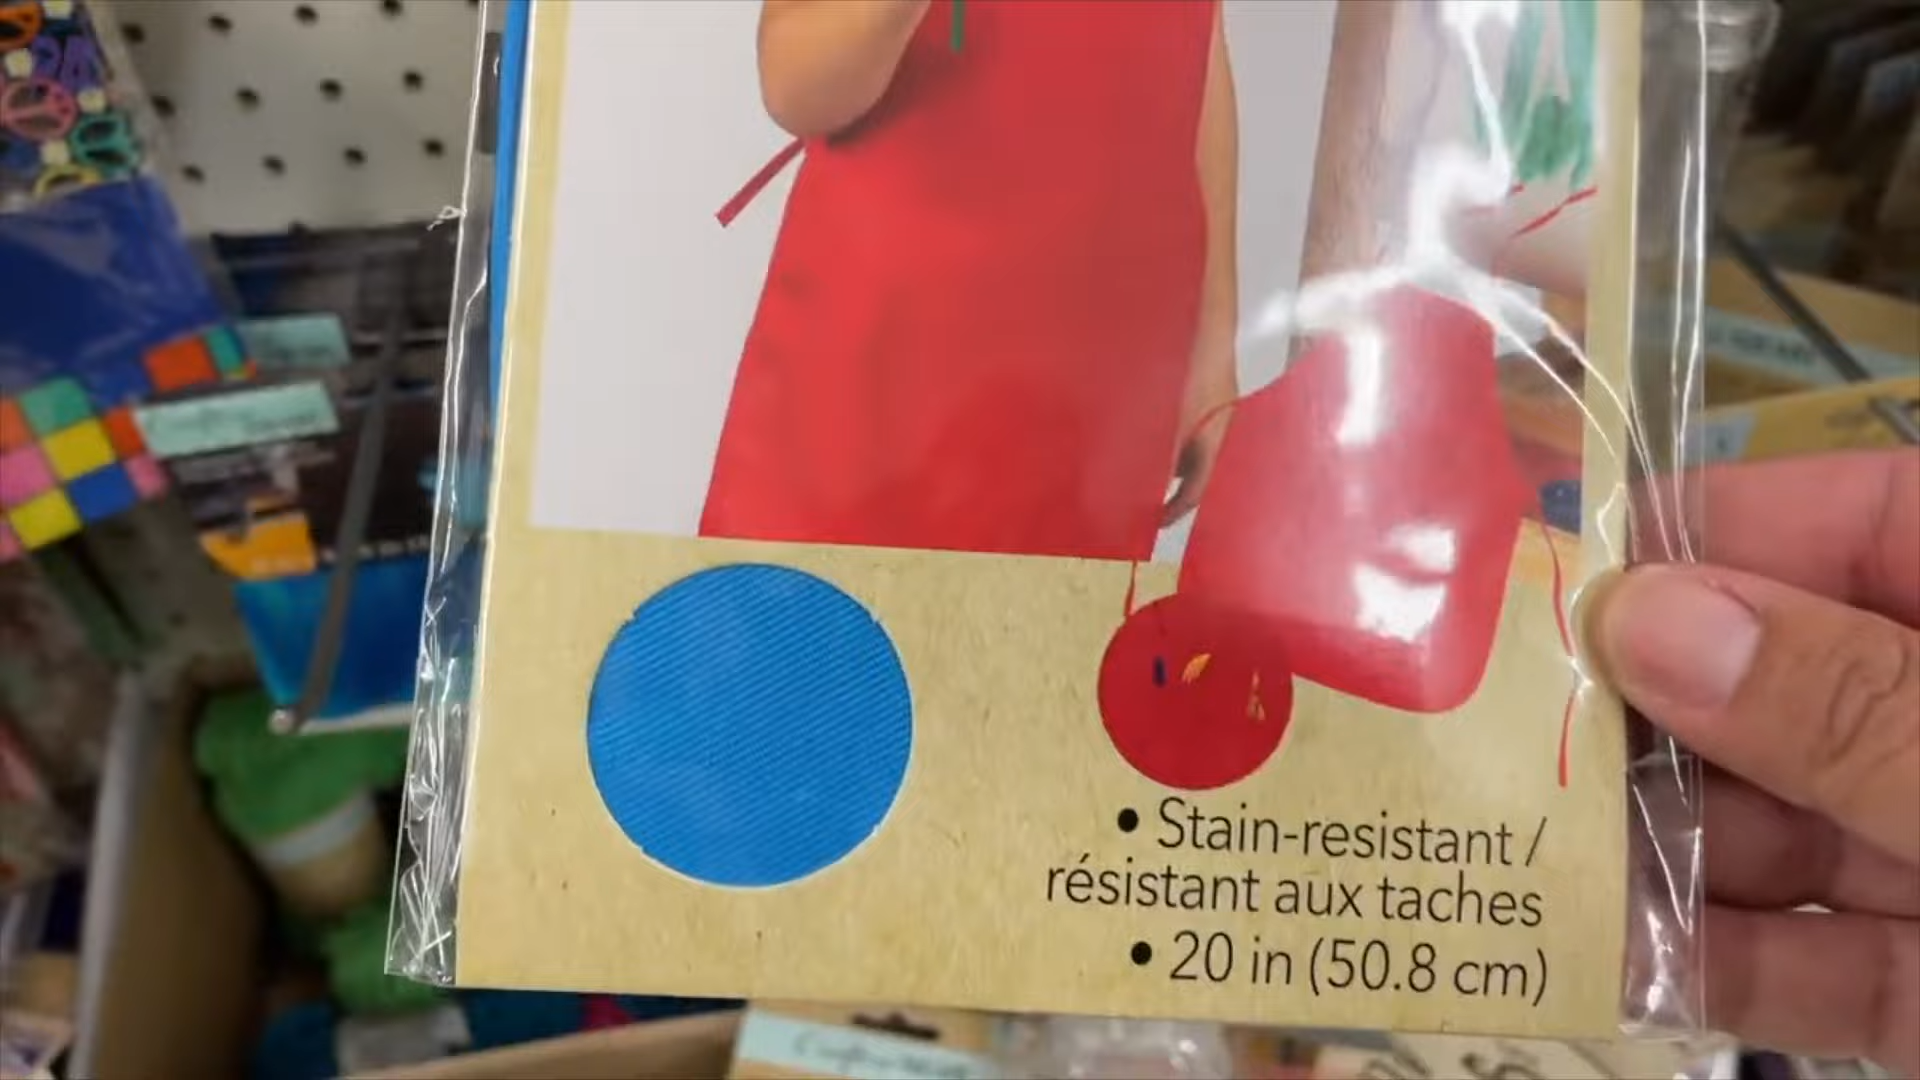 • Stain-resistant /
résistant aux taches
• 20 in (50.8 cm)